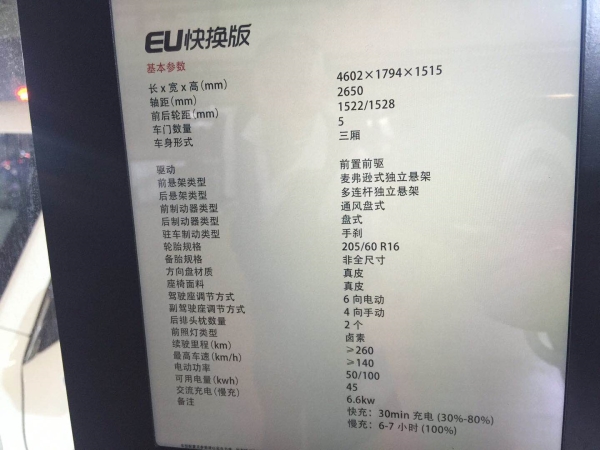 EU快换版
基本参数
长 x 宽 x 高(mm) 4602×1794×1515
轴距(mm) 2650
前后轮距(mm) 1522/1528
车门数量 5
车身形式 三厢
驱动 前置前驱
前悬架类型 麦弗逊式独立悬架
后悬架类型 多连杆独立悬架
前制动器类型 通风盘式
后制动器类型 盘式
驻车制动类型 手刹
轮胎规格 205/60 R16
备胎规格 非全尺寸
方向盘材质 真皮
座椅面料 真皮
驾驶座调节方式 6 向电动
副驾驶座调节方式 4 向手动
后排头枕数量 2 个
前照灯类型 卤素
续驶里程(km) >260
最高车速(km/h) >140
电动功率 50/100
可用电量(kwh) 45
交流充电(慢充) 6.6kw
备注 快充：30min 充电 (30%-80%)
慢充：6-7 小时 (100%)